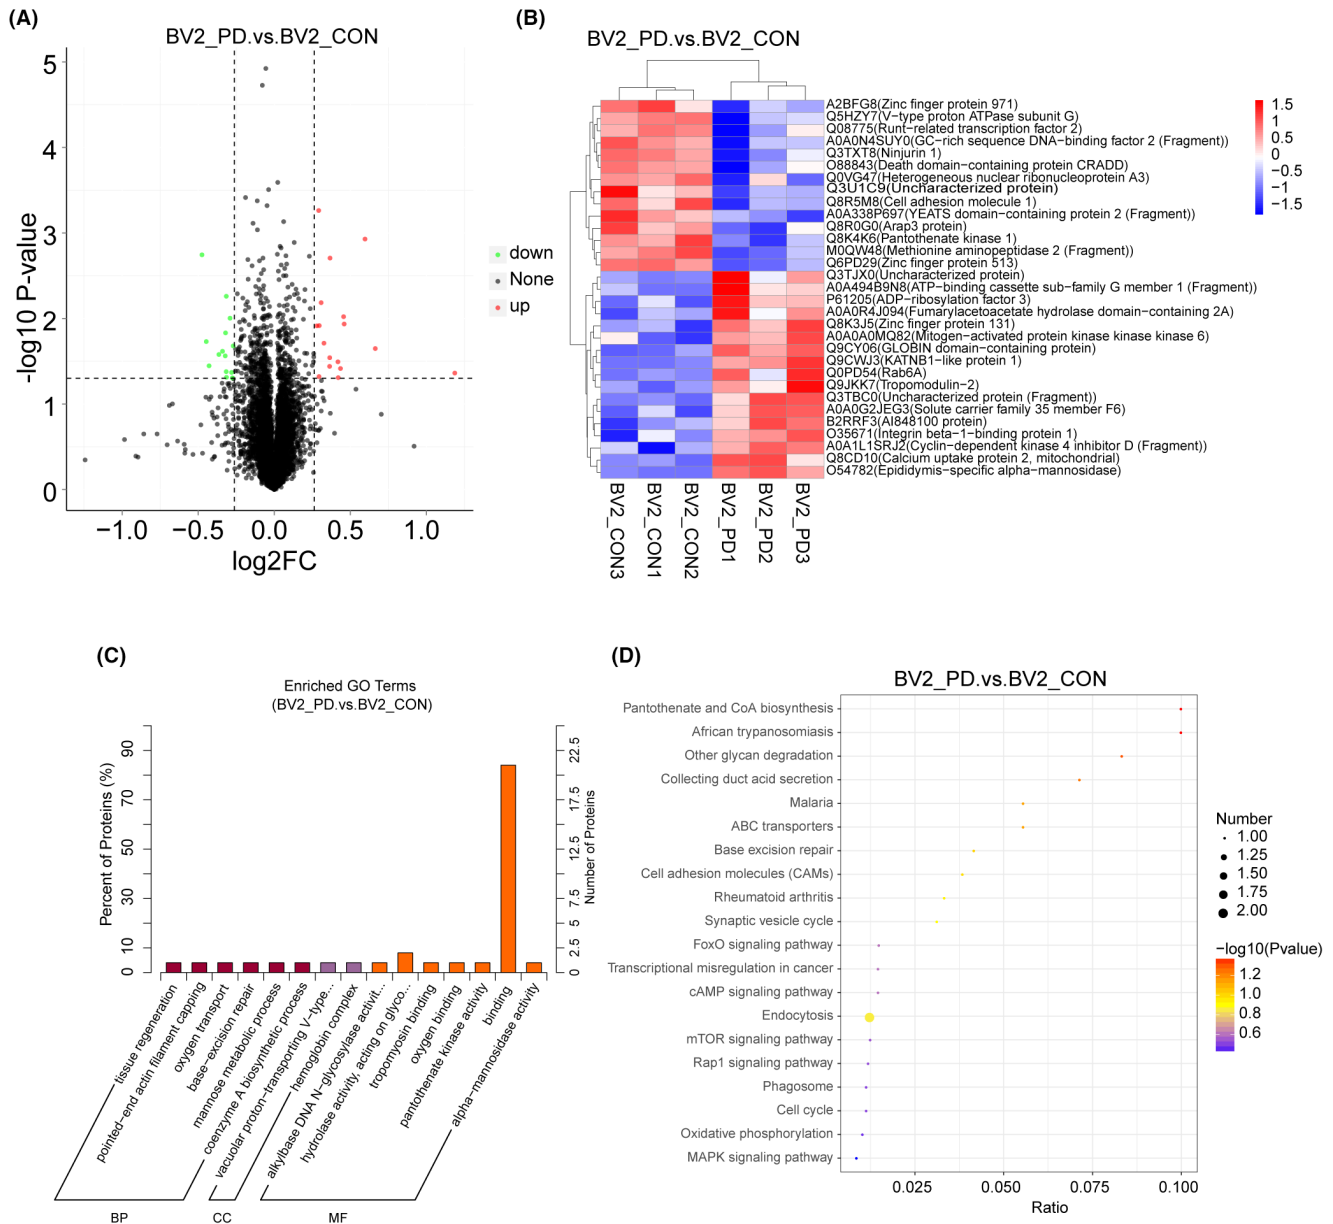 (A)
BV2_PD.vs.BV2_CON
5
4
3
2
1
0
-log10 P-value
−1.0 −0.5 0.0 0.5 1.0
log2FC
down
None
up
(B)
BV2_PD.vs.BV2_CON
A2BFG8(Zinc finger protein 971)
Q5HZY7(V-type proton ATPase subunit G)
Q08775(Runt-related transcription factor 2)
A0A0N4SUY0(GC-rich sequence DNA-binding factor 2 (Fragment))
Q3TXT8(Ninjurin 1)
O88843(Death domain-containing protein CRADD)
Q0VG47(Heterogeneous nuclear ribonucleoprotein A3)
Q3U1C9(Uncharacterized protein)
Q8R5M8(Cell adhesion molecule 1)
A0A338P697(YEATS domain-containing protein 2 (Fragment))
Q8R0G0(Arap3 protein)
Q8K4K6(Pantothenate kinase 1)
M0QW48(Methionine aminopeptidase 2 (Fragment))
Q6PD29(Zinc finger protein 513)
Q3TJX0(Uncharacterized protein)
A0A494B9N8(ATP-binding cassette sub-family G member 1 (Fragment))
P61205(ADP-ribosylation factor 3)
A0A0R4J094(Fumarylacetoacetate hydrolase domain-containing 2A)
Q8K3J5(Zinc finger protein 131)
A0A0A0MQ82(Mitogen-activated protein kinase kinase kinase 6)
Q9CY06(GLOBIN domain-containing protein)
Q9CWJ3(KATNB1-like protein 1)
Q0PD54(Rab6A)
Q9JKK7(Tropomodulin-2)
Q3TBC0(Uncharacterized protein (Fragment))
A0A0G2JEG3(Solute carrier family 35 member F6)
B2RRF3(AI848100 protein)
O35671(Integrin beta-1-binding protein 1)
A0A1L1SRJ2(Cyclin-dependent kinase 4 inhibitor D (Fragment))
Q8CD10(Calcium uptake protein 2, mitochondrial)
O54782(Epididymis-specific alpha-mannosidase)
BV2_CON3
BV2_CON1
BV2_CON2
BV2_PD1
BV2_PD2
BV2_PD3
1.5
1
0.5
0
−0.5
−1
−1.5
(C)
Enriched GO Terms
(BV2_PD.vs.BV2_CON)
Percent of Proteins (%)
90
70
50
30
10
0
22.5
17.5
12.5
7.5
5
2.5
0
Number of Proteins
tissue regeneration
pointed−end actin filament capping
oxygen transport
base−excision repair
mannose metabolic process
coenzyme A biosynthetic process
vacuolar proton−transporting V−type...
hemoglobin complex
alkylbase DNA N−glycosylase activit...
hydrolase activity, acting on glyco...
tropomyosin binding
oxygen binding
pantothenate kinase activity
binding
alpha−mannosidase activity
BP
CC
MF
(D)
BV2_PD.vs.BV2_CON
Pantothenate and CoA biosynthesis
African trypanosomiasis
Other glycan degradation
Collecting duct acid secretion
Malaria
ABC transporters
Base excision repair
Cell adhesion molecules (CAMs)
Rheumatoid arthritis
Synaptic vesicle cycle
FoxO signaling pathway
Transcriptional misregulation in cancer
cAMP signaling pathway
Endocytosis
mTOR signaling pathway
Rap1 signaling pathway
Phagosome
Cell cycle
Oxidative phosphorylation
MAPK signaling pathway
0.025 0.050 0.075 0.100
Ratio
Number
1.00
1.25
1.50
1.75
2.00
−log10(Pvalue)
1.2
1.0
0.8
0.6